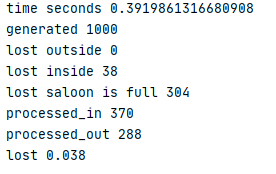 time seconds 0.3919861316680908
generated 1000
lost outside 0
lost inside 38
lost saloon is full 304
processed_in 370
processed_out 288
lost 0.038